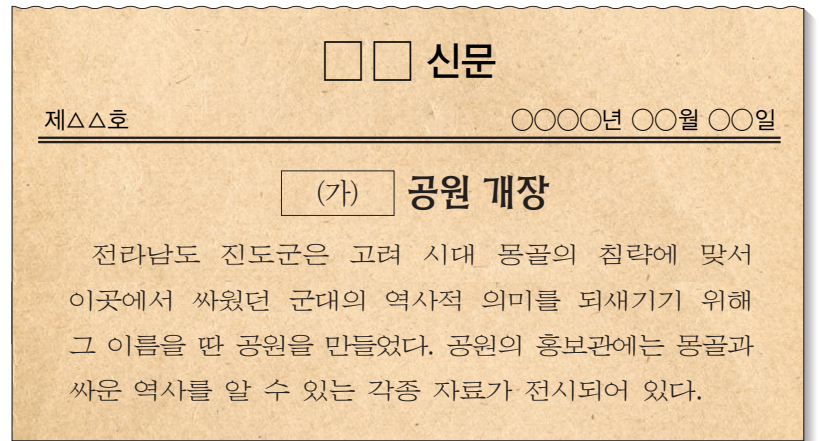 □□ 신문
제△△호 ○○○○년 ○○월 ○○일
(가) 공원 개장
전라남도 진도군은 고려 시대 몽골의 침략에 맞서
이곳에서 싸웠던 군대의 역사적 의미를 되새기기 위해
그 이름을 딴 공원을 만들었다. 공원의 홍보관에는 몽골과
싸운 역사를 알 수 있는 각종 자료가 전시되어 있다.